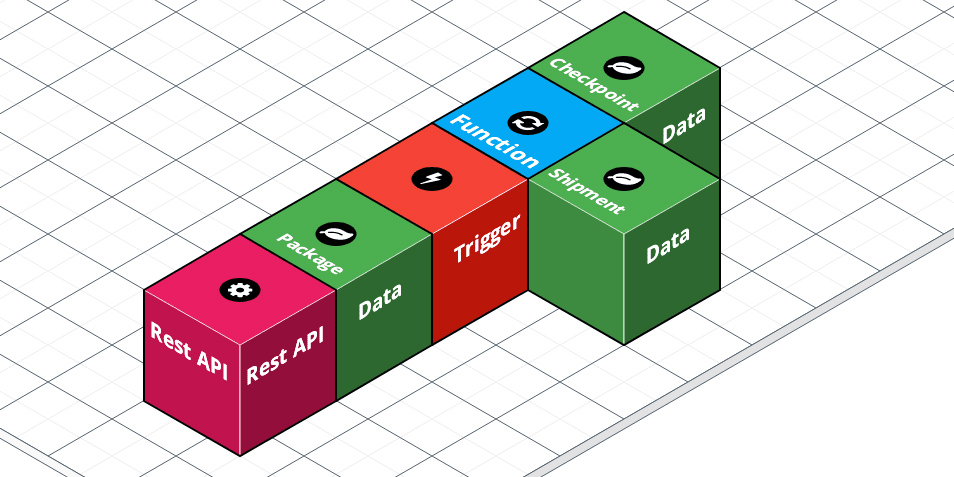 Checkpoint
Data
Function
Shipment
Data
Trigger
Package
Data
Rest API
Rest API